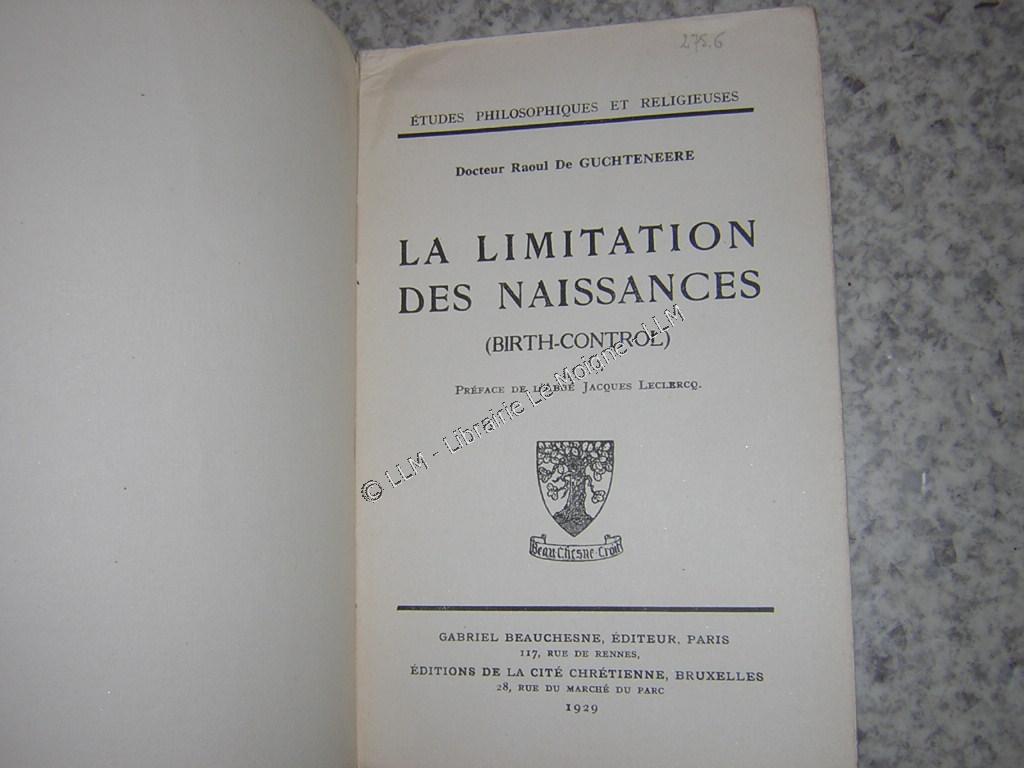 275.6
ÉTUDES PHILOSOPHIQUES ET RELIGIEUSES
Docteur Raoul De GUCHTENEERE
LA LIMITATION
DES NAISSANCES
(BIRTH-CONTROL)
PRÉFACE DE L'ABBÉ JACQUES LECLERCQ.
© LLM - Librairie Le Moigne - LLM
Beau Chesne Croit
GABRIEL BEAUCHESNE, ÉDITEUR, PARIS
117, RUE DE RENNES,
ÉDITIONS DE LA CITÉ CHRÉTIENNE, BRUXELLES
28, RUE DU MARCHÉ DU PARC
1929